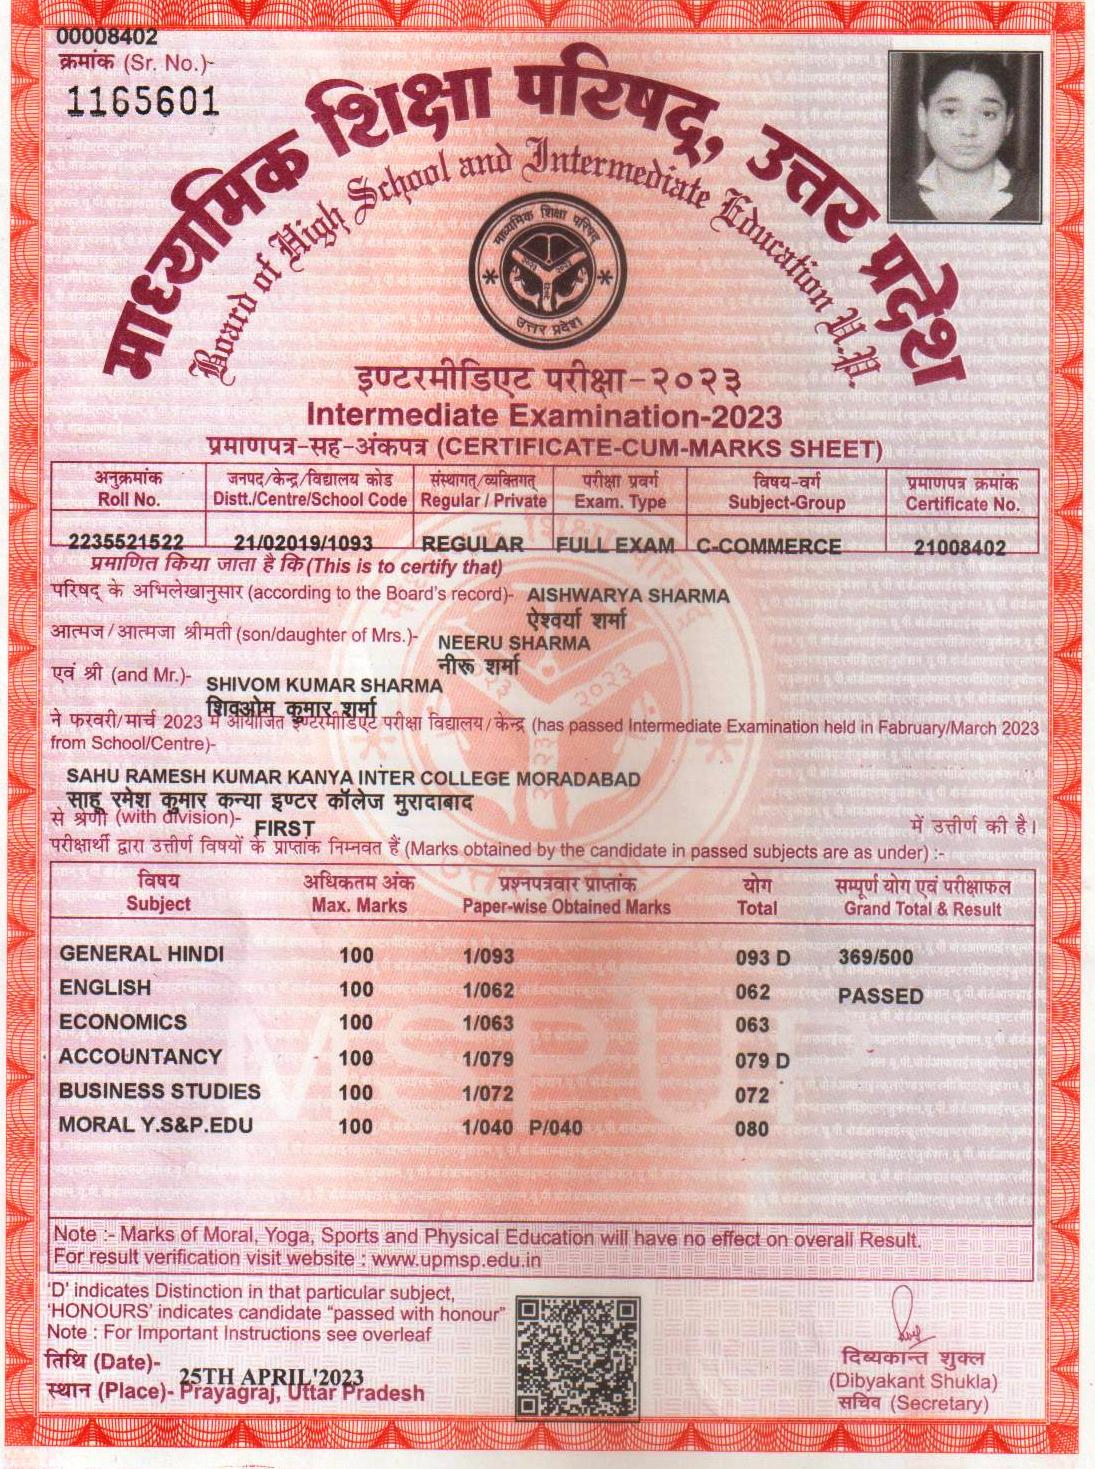 00008402
क्रमांक (Sr. No.)-
1165601
माध्यमिक शिक्षा परिषद्, उत्तर प्रदेश
Board of High School and Intermediate Education U.P.
माध्यमिक शिक्षा परिषद
उत्तर प्रदेश
इण्टरमीडिएट परीक्षा-२०२३
Intermediate Examination-2023
प्रमाणपत्र-सह-अंकपत्र (CERTIFICATE-CUM-MARKS SHEET)
अनुक्रमांक जनपद/केन्द्र/विद्यालय कोड संस्थागत्/व्यक्तिगत् परीक्षा प्रवर्ग विषय-वर्ग प्रमाणपत्र क्रमांक
Roll No. Distt./Centre/School Code Regular / Private Exam. Type Subject-Group Certificate No.
2235521522 21/02019/1093 REGULAR FULL EXAM C-COMMERCE 21008402
प्रमाणित किया जाता है कि (This is to certify that)
परिषद् के अभिलेखानुसार (according to the Board's record)- AISHWARYA SHARMA
ऐश्वर्या शर्मा
आत्मज/आत्मजा श्रीमती (son/daughter of Mrs.)- NEERU SHARMA
नीरू शर्मा
एवं श्री (and Mr.)- SHIVOM KUMAR SHARMA
शिवओम कुमार शर्मा
ने फरवरी/मार्च 2023 में आयोजित इण्टरमीडिएट परीक्षा विद्यालय/केन्द्र (has passed Intermediate Examination held in Fabruary/March 2023
from School/Centre)-
SAHU RAMESH KUMAR KANYA INTER COLLEGE MORADABAD
साहू रमेश कुमार कन्या इण्टर कॉलेज मुरादाबाद
से श्रेणी (with division)- FIRST में उत्तीर्ण की है।
परीक्षार्थी द्वारा उत्तीर्ण विषयों के प्राप्तांक निम्नवत हैं (Marks obtained by the candidate in passed subjects are as under) :-
विषय अधिकतम अंक प्रश्नपत्रवार प्राप्तांक योग सम्पूर्ण योग एवं परीक्षाफल
Subject Max. Marks Paper-wise Obtained Marks Total Grand Total & Result
GENERAL HINDI 100 1/093 093 D 369/500
ENGLISH 100 1/062 062 PASSED
ECONOMICS 100 1/063 063
ACCOUNTANCY 100 1/079 079 D
BUSINESS STUDIES 100 1/072 072
MORAL Y.S&P.EDU 100 1/040 P/040 080
MSPUP
Note :- Marks of Moral, Yoga, Sports and Physical Education will have no effect on overall Result.
For result verification visit website : www.upmsp.edu.in
'D' indicates Distinction in that particular subject,
'HONOURS' indicates candidate "passed with honour"
Note : For Important Instructions see overleaf
तिथि (Date)- 25TH APRIL'2023
स्थान (Place)- Prayagraj, Uttar Pradesh
दिव्यकान्त शुक्ल
(Dibyakant Shukla)
सचिव (Secretary)